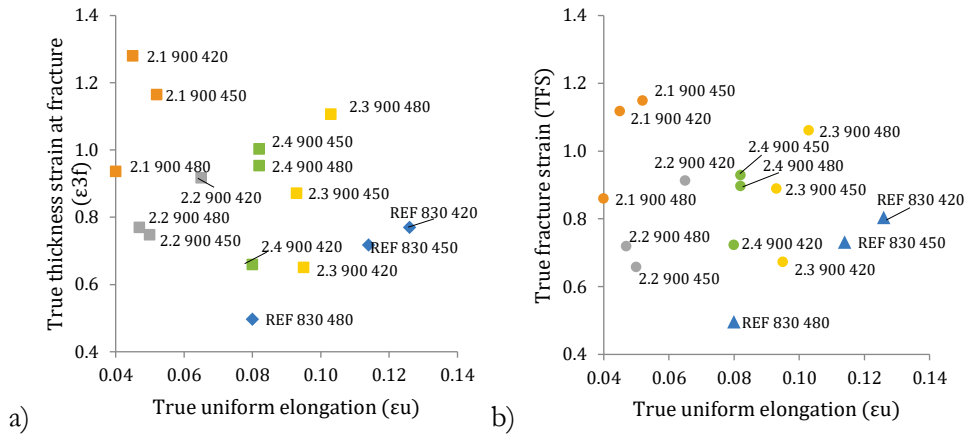 True thickness strain at fracture
(ε3f)
1.4
1.2
1.0
0.8
0.6
0.4
2.1 900 420
2.1 900 450
2.3 900 480
2.4 900 450
2.4 900 480
2.1 900 480
2.2 900 420
2.3 900 450
2.2 900 480
2.2 900 450
REF 830 420
REF 830 450
2.4 900 420
2.3 900 420
REF 830 480
0.04 0.06 0.08 0.10 0.12 0.14
True uniform elongation (εu)
a)
True fracture strain (TFS)
1.4
1.2
1.0
0.8
0.6
0.4
2.1 900 450
2.1 900 420
2.3 900 480
2.4 900 450
2.2 900 420
2.4 900 480
2.1 900 480
2.3 900 450
REF 830 420
2.2 900 480
2.4 900 420
REF 830 450
2.2 900 450
2.3 900 420
REF 830 480
0.04 0.06 0.08 0.10 0.12 0.14
True uniform elongation (εu)
b)